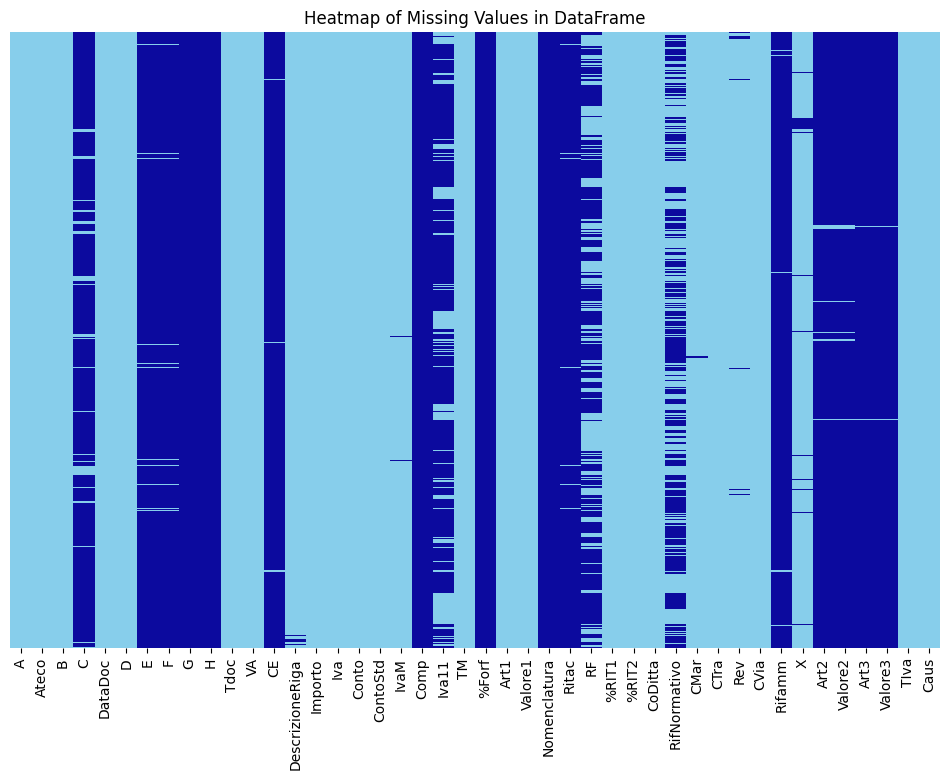 Heatmap of Missing Values in DataFrame
A
Ateco
B
C
DataDoc
D
E
F
G
H
Tdoc
VA
CE
DescrizioneRiga
Importo
Iva
Conto
ContoStd
IvaM
Comp
Iva11
TM
%Forf
Art1
Valore1
Nomenclatura
Ritac
RF
%RIT1
%RIT2
CoDitta
RifNormativo
CMar
CTra
Rev
CVia
Rifamm
X
Art2
Valore2
Art3
Valore3
TIva
Caus